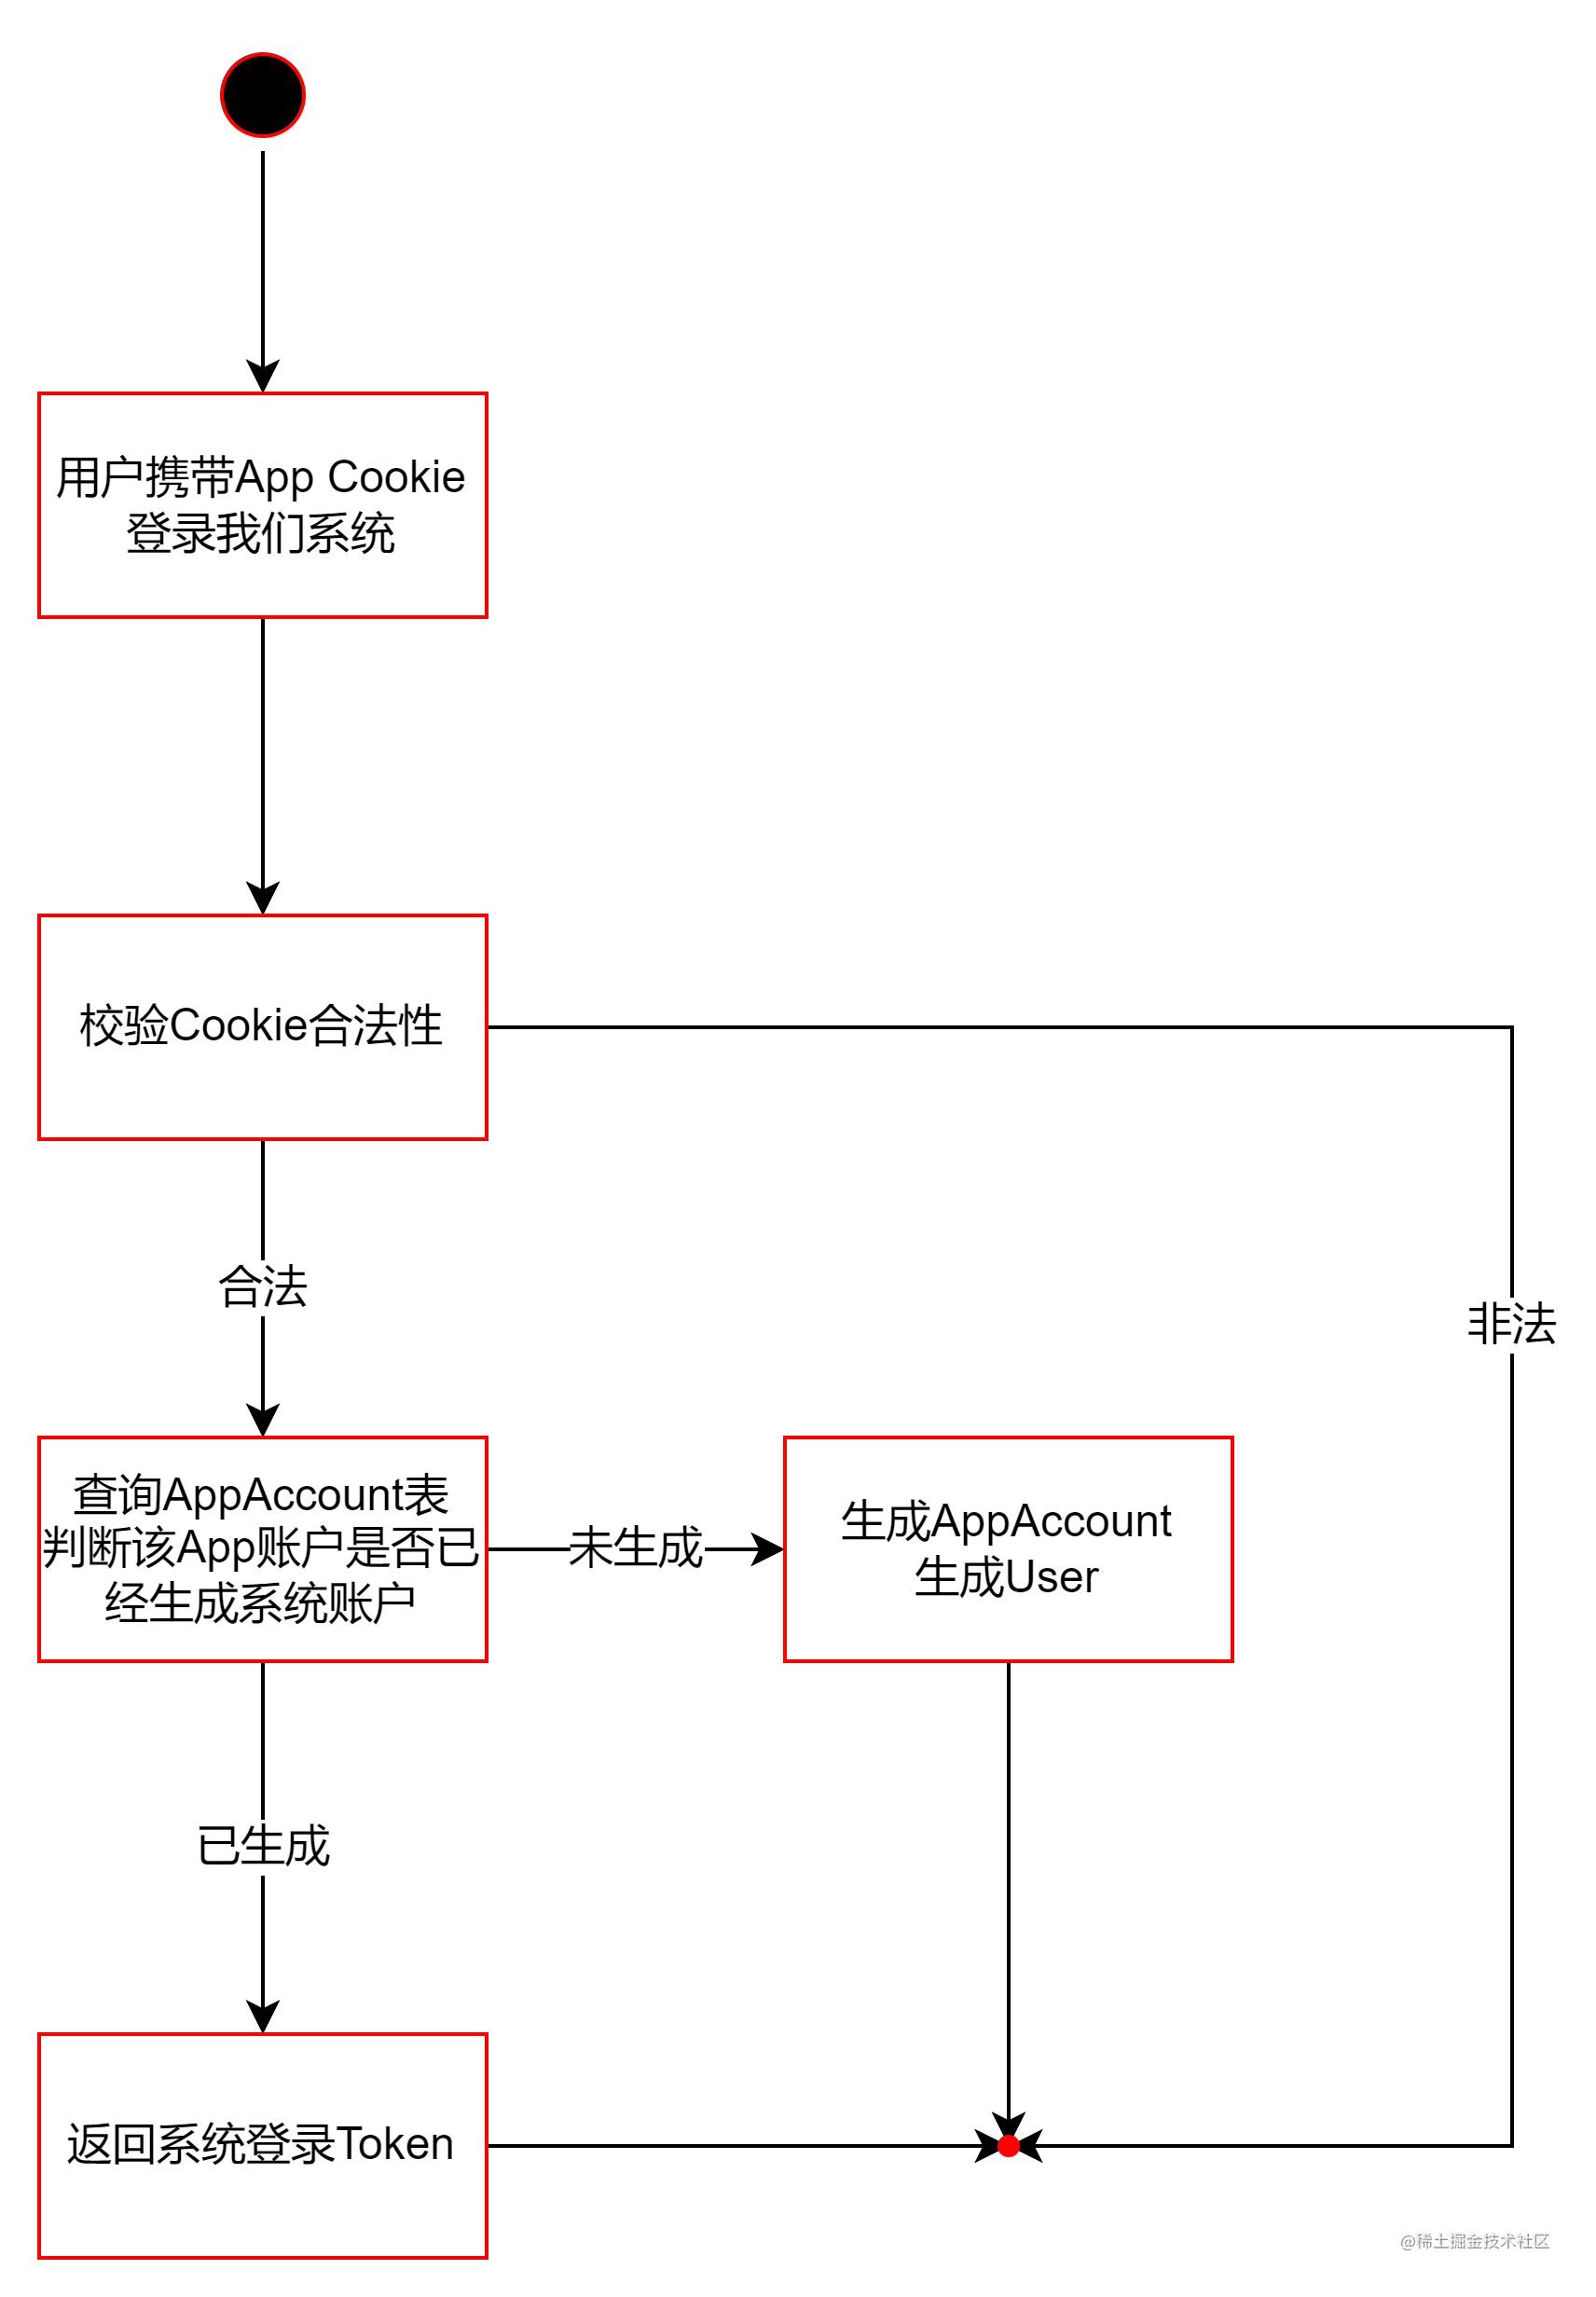 用户携带App Cookie
登录我们系统
校验Cookie合法性
合法
非法
查询AppAccount表
判断该App账户是否已
经生成系统账户
未生成
生成AppAccount
生成User
已生成
返回系统登录Token
@稀土掘金技术社区